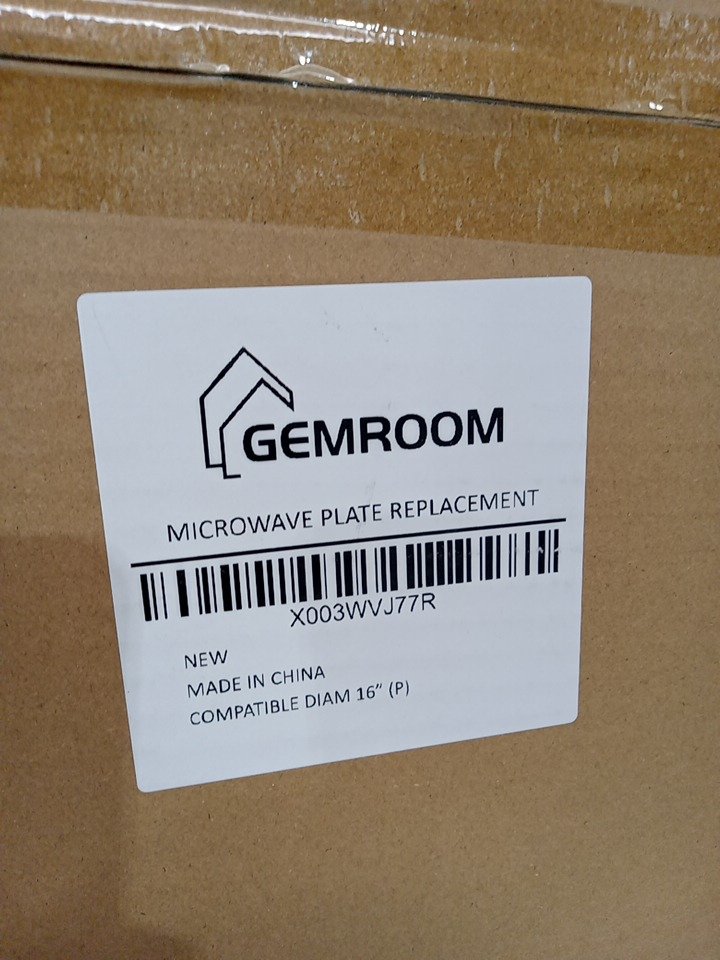 GEMROOM
MICROWAVE PLATE REPLACEMENT
X003WVJ77R
NEW
MADE IN CHINA
COMPATIBLE DIAM 16” (P)